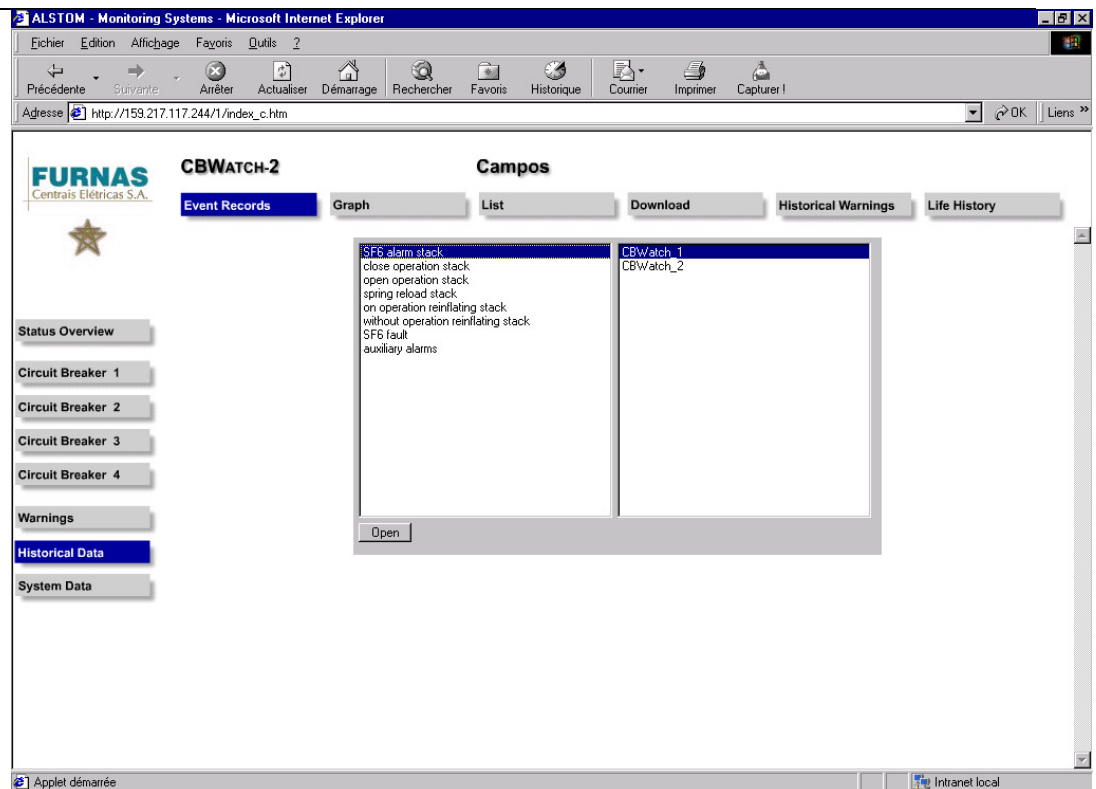 ALSTOM - Monitoring Systems - Microsoft Internet Explorer
Fichier Edition Affichage Favoris Outils ?
Précédente Suivante Arrêter Actualiser Démarrage Rechercher Favoris Historique Courrier Imprimer Capturer !
Adresse http://159.217.117.244/1/index_c.htm OK Liens »
FURNAS
Centrais Elétricas S.A.
CBWATCH-2 Campos
Event Records Graph List Download Historical Warnings Life History
SF6 alarm stack
close operation stack
open operation stack
spring reload stack
on operation reinflating stack
without operation reinflating stack
SF6 fault
auxiliary alarms
CBWatch_1
CBWatch_2
Open
Status Overview
Circuit Breaker 1
Circuit Breaker 2
Circuit Breaker 3
Circuit Breaker 4
Warnings
Historical Data
System Data
Applet démarrée Intranet local